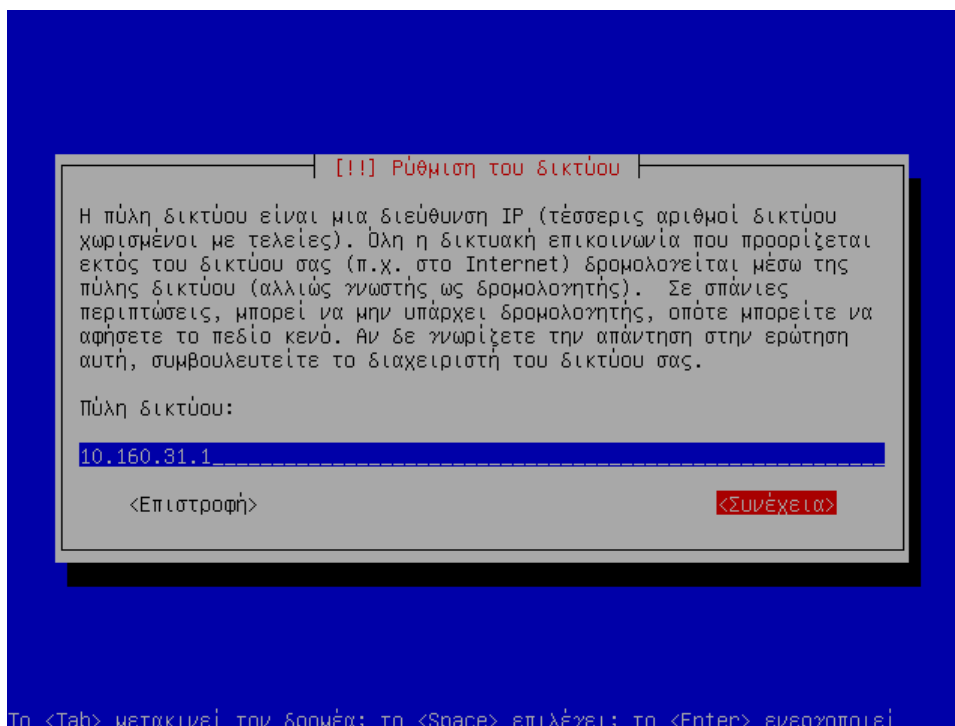 [!!] Ρύθμιση του δικτύου
Η πύλη δικτύου είναι μια διεύθυνση IP (τέσσερις αριθμοί δικτύου
χωρισμένοι με τελείες). Όλη η δικτυακή επικοινωνία που προορίζεται
εκτός του δικτύου σας (π.χ. στο Internet) δρομολογείται μέσω της
πύλης δικτύου (αλλιώς γνωστής ως δρομολογητής).  Σε σπάνιες
περιπτώσεις, μπορεί να μην υπάρχει δρομολογητής, οπότε μπορείτε να
αφήσετε το πεδίο κενό. Αν δε γνωρίζετε την απάντηση στην ερώτηση
αυτή, συμβουλευτείτε το διαχειριστή του δικτύου σας.
Πύλη δικτύου:
10.160.31.1
<Επιστροφή> <Συνέχεια>
Το <Tab> μετακινεί τον δρομέα; το <Space> επιλέγει; το <Enter> ενεργοποιεί